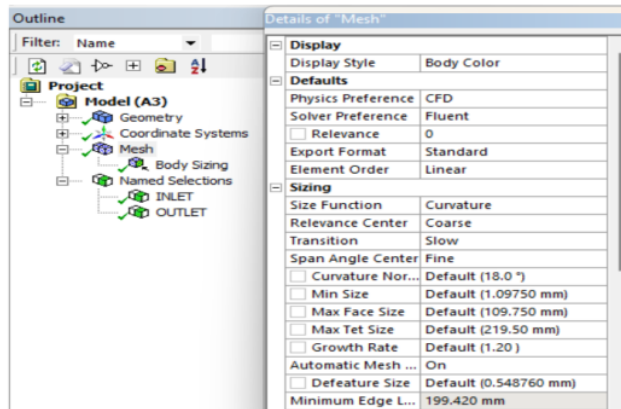 Outline
Filter: Name
Project
Model (A3)
Geometry
Coordinate Systems
Mesh
Body Sizing
Named Selections
INLET
OUTLET
Details of "Mesh"
Display
Display Style Body Color
Defaults
Physics Preference CFD
Solver Preference Fluent
Relevance 0
Export Format Standard
Element Order Linear
Sizing
Size Function Curvature
Relevance Center Coarse
Transition Slow
Span Angle Center Fine
Curvature Nor... Default (18.0 °)
Min Size Default (1.09750 mm)
Max Face Size Default (109.750 mm)
Max Tet Size Default (219.50 mm)
Growth Rate Default (1.20 )
Automatic Mesh ... On
Defeature Size Default (0.548760 mm)
Minimum Edge L... 199.420 mm